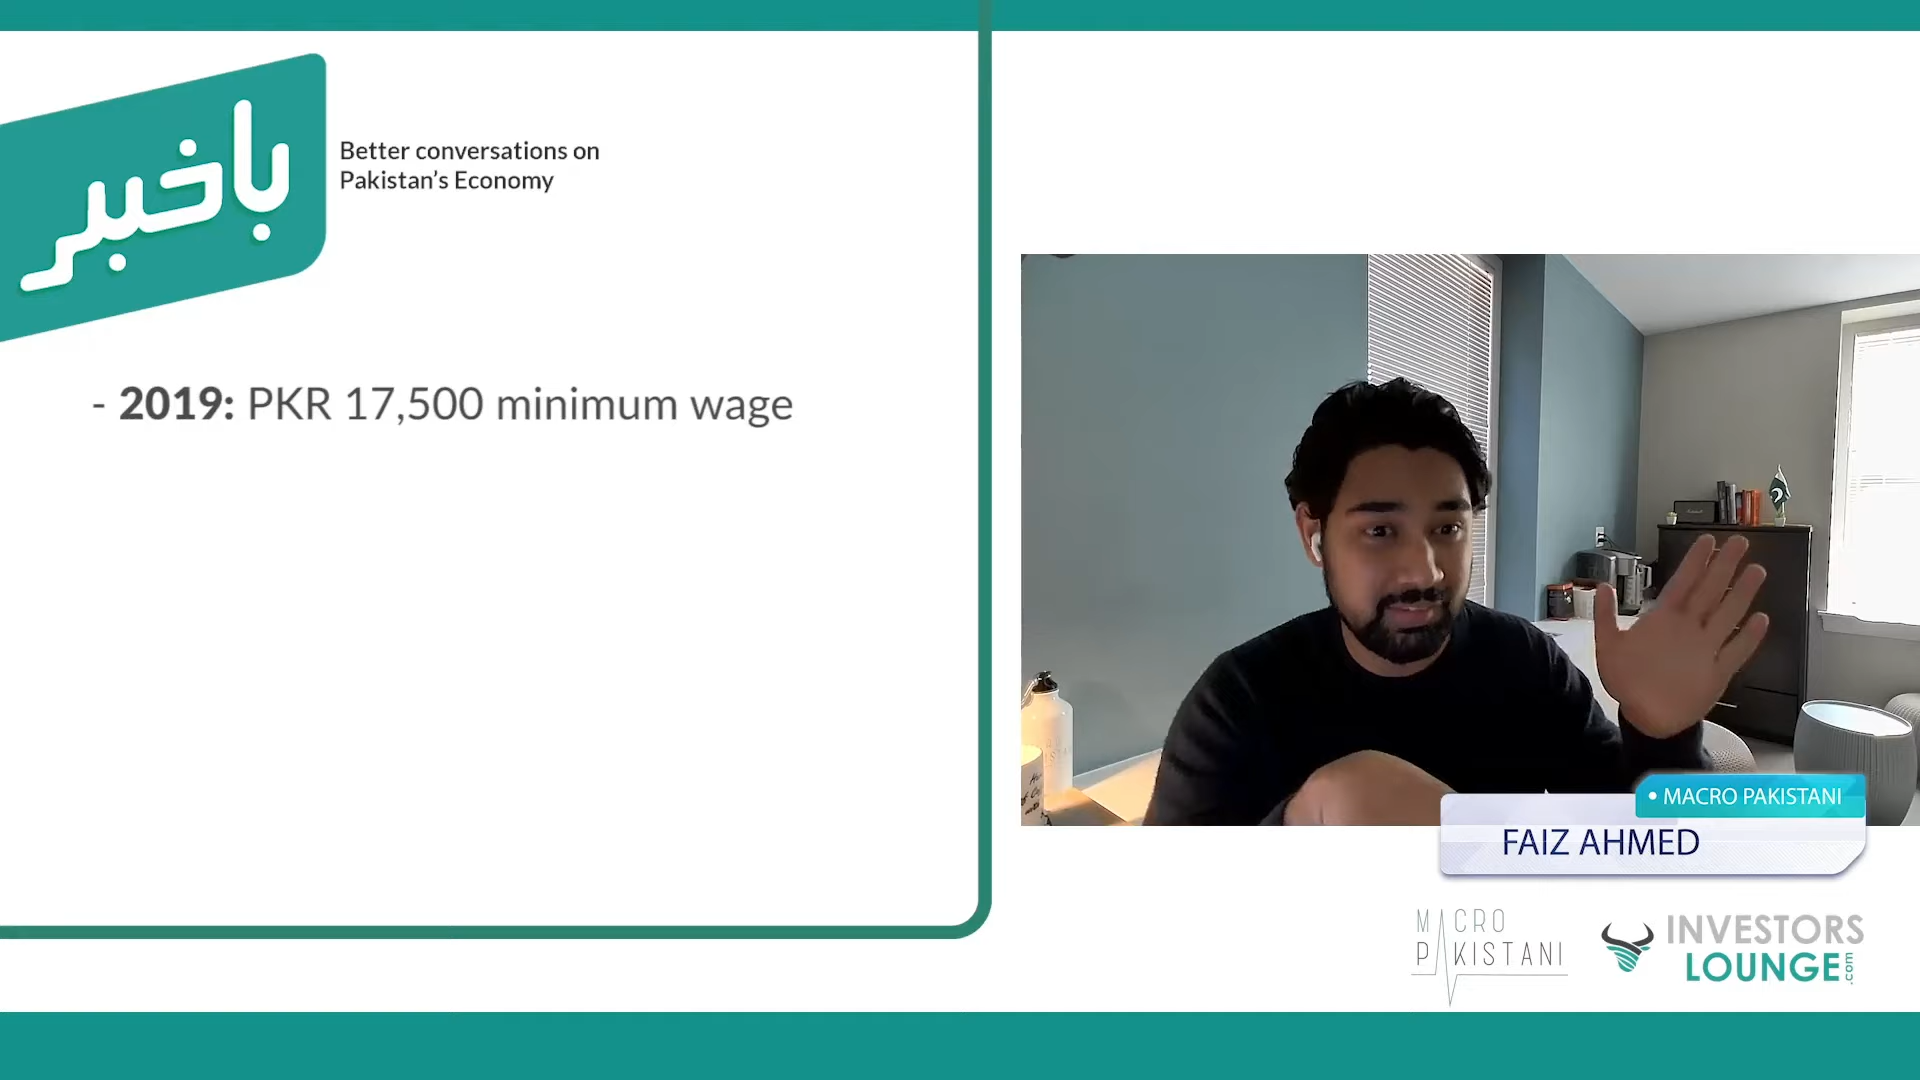 باخبر
Better conversations on
Pakistan's Economy
- 2019: PKR 17,500 minimum wage
• MACRO PAKISTANI
FAIZ AHMED
MACRO
PAKISTANI
INVESTORS
LOUNGE.com